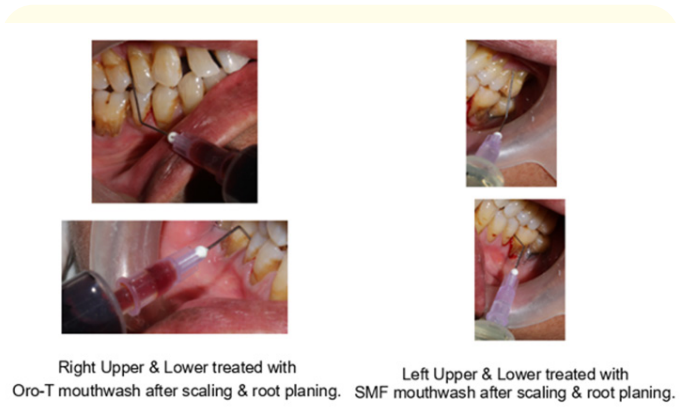 Right Upper & Lower treated with
Oro-T mouthwash after scaling & root planing.
Left Upper & Lower treated with
SMF mouthwash after scaling & root planing.